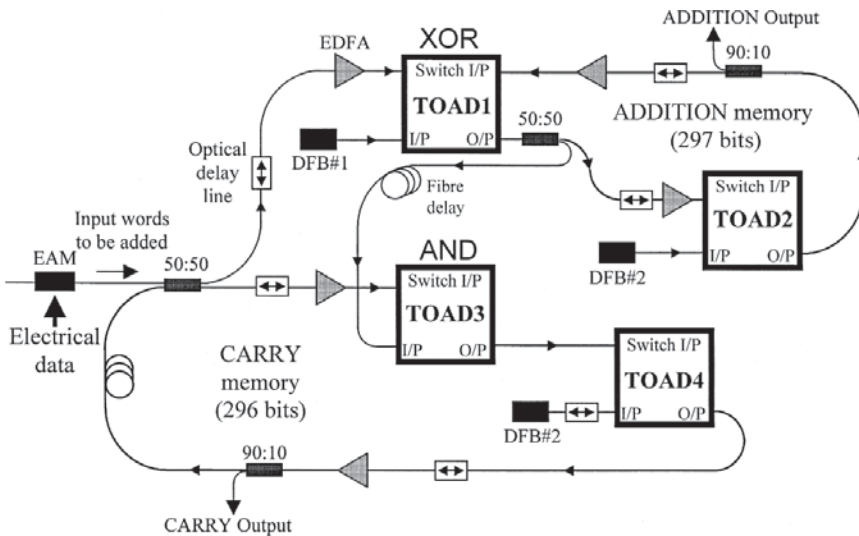 ADDITION Output
EDFA
XOR
90:10
Switch I/P
TOAD1
I/P
O/P
50:50
ADDITION memory
(297 bits)
DFB#1
Optical
delay
line
Fibre
delay
Switch I/P
TOAD2
I/P
O/P
DFB#2
Input words
to be added
EAM
50:50
AND
Switch I/P
TOAD3
I/P
O/P
Electrical
data
CARRY
memory
(296 bits)
Switch I/P
TOAD4
I/P
O/P
DFB#2
90:10
CARRY Output